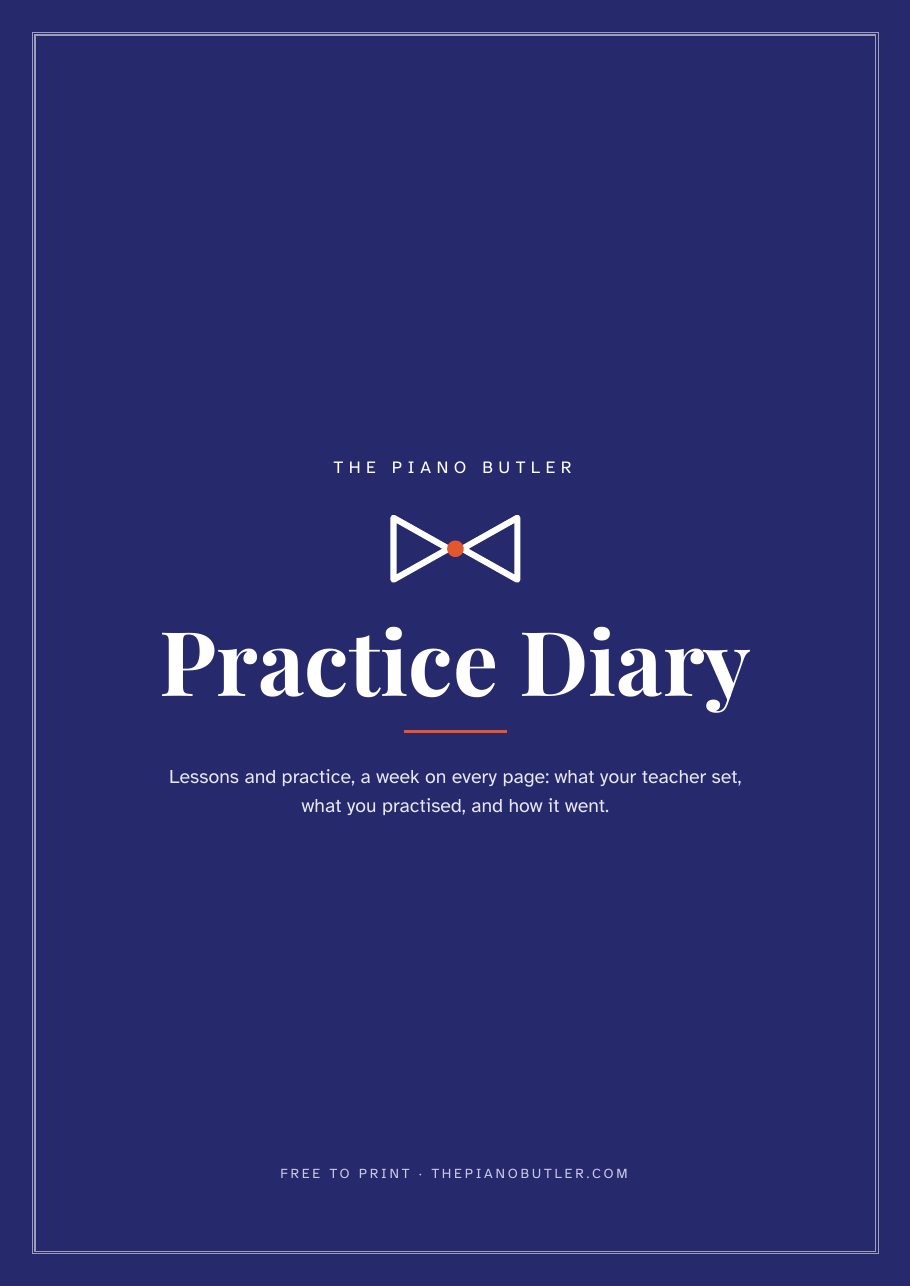 THE PIANO BUTLER
Practice Diary
Lessons and practice, a week on every page: what your teacher set,
what you practised, and how it went.
FREE TO PRINT · THEPIANOBUTLER.COM